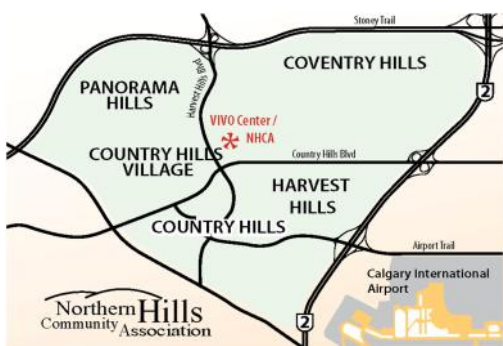 Stoney Trail
COVENTRY HILLS
PANORAMA
HILLS
Harvest Hills Blvd
2
VIVO Center /
NHCA
COUNTRY HILLS
VILLAGE
Country Hills Blvd
HARVEST
HILLS
COUNTRY HILLS
Airport Trail
Calgary International
Airport
Northern Hills
Community Association
2